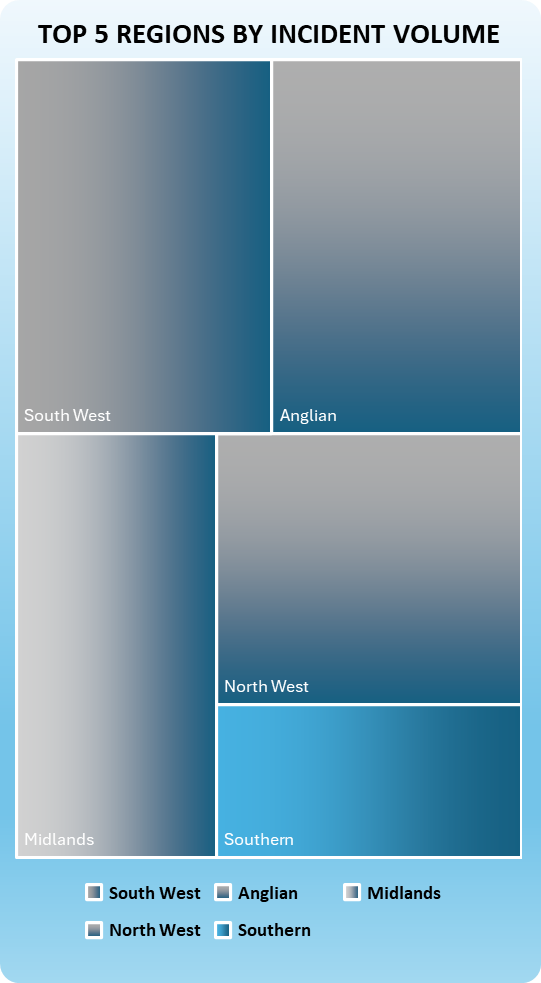 TOP 5 REGIONS BY INCIDENT VOLUME
South West
Anglian
Midlands
North West
Southern
South West Anglian Midlands
North West Southern